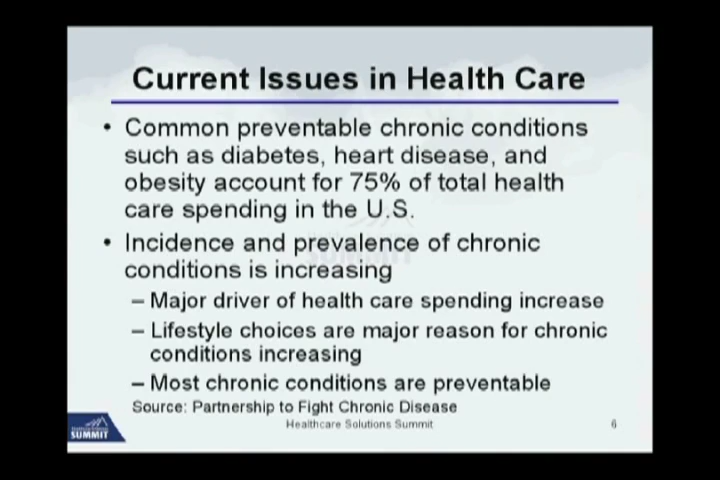 Current Issues in Health Care
• Common preventable chronic conditions
such as diabetes, heart disease, and
obesity account for 75% of total health
care spending in the U.S.
• Incidence and prevalence of chronic
conditions is increasing
– Major driver of health care spending increase
– Lifestyle choices are major reason for chronic
conditions increasing
– Most chronic conditions are preventable
Source: Partnership to Fight Chronic Disease
SUMMIT
Healthcare Solutions Summit
6